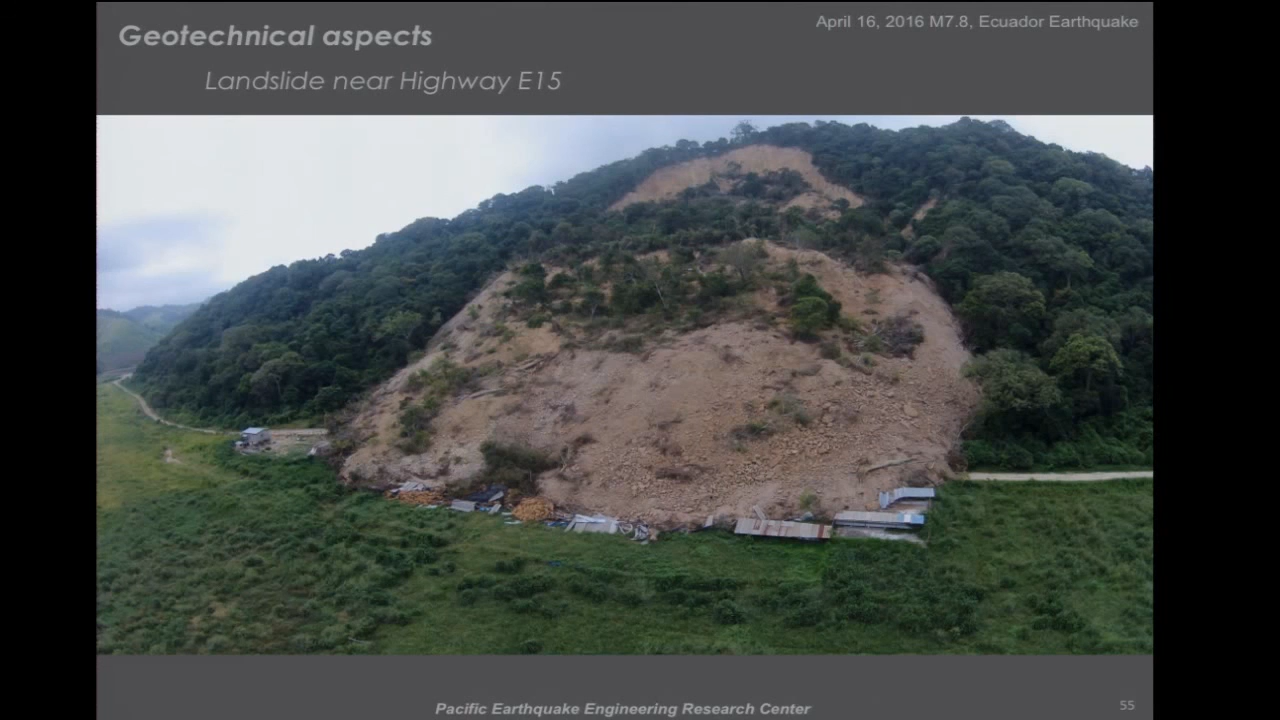 Geotechnical aspects
April 16, 2016 M7.8, Ecuador Earthquake
Landslide near Highway E15
Pacific Earthquake Engineering Research Center
55